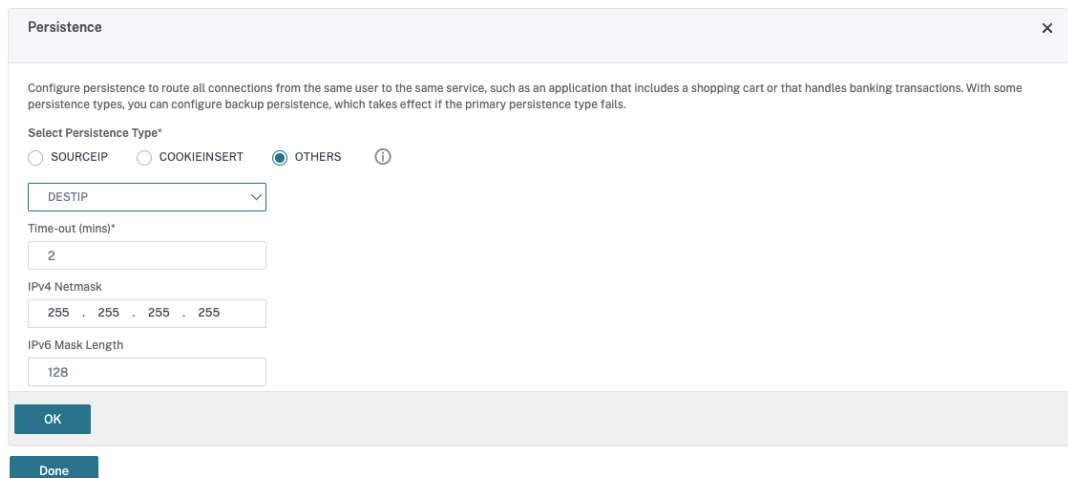 Persistence
Configure persistence to route all connections from the same user to the same service, such as an application that includes a shopping cart or that handles banking transactions. With some
persistence types, you can configure backup persistence, which takes effect if the primary persistence type fails.
Select Persistence Type*
SOURCEIP COOKIEINSERT OTHERS
DESTIP
Time-out (mins)*
2
IPv4 Netmask
255 . 255 . 255 . 255
IPv6 Mask Length
128
OK
Done